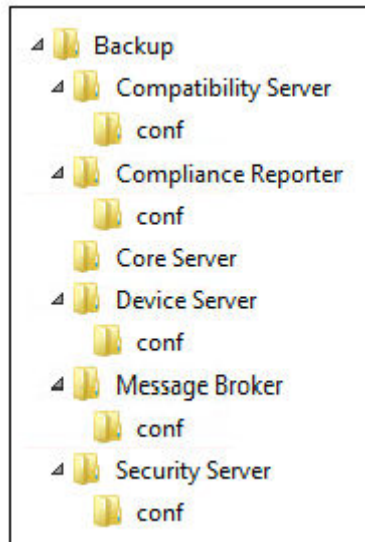 Backup
Compatibility Server
conf
Compliance Reporter
conf
Core Server
Device Server
conf
Message Broker
conf
Security Server
conf